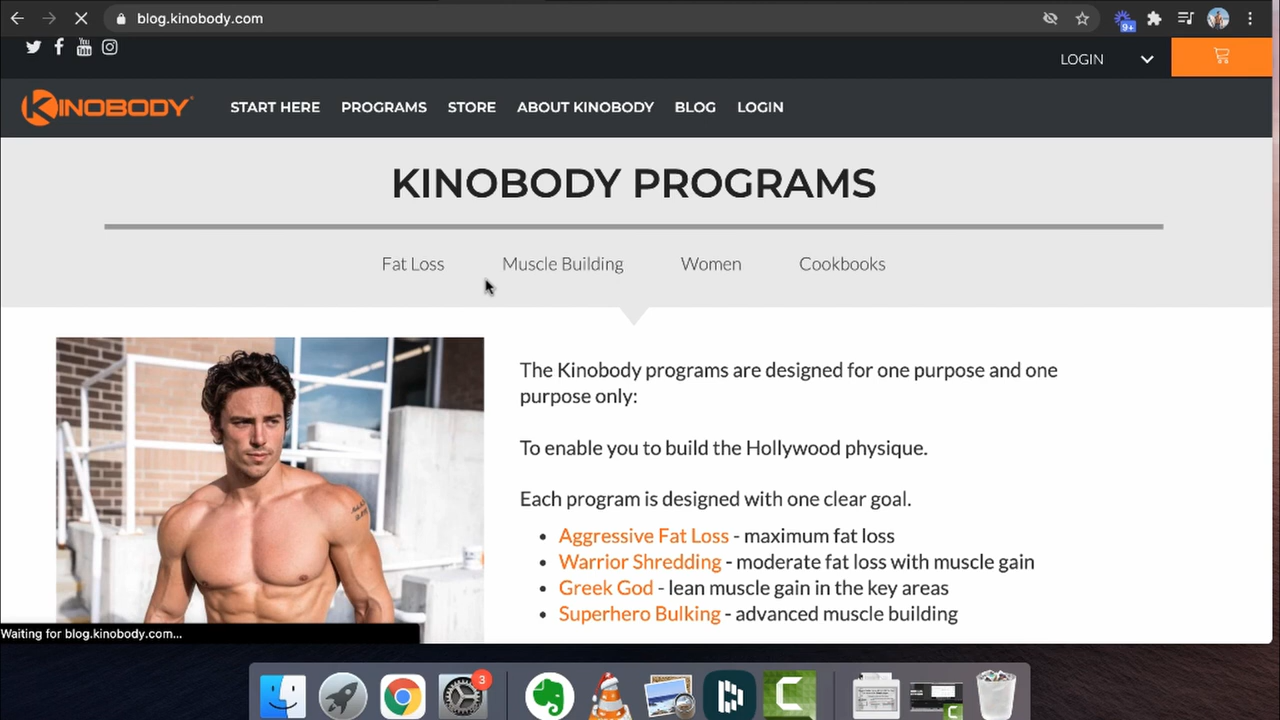 blog.kinobody.com
9+
LOGIN
KINOBODY
START HERE PROGRAMS STORE ABOUT KINOBODY BLOG LOGIN
KINOBODY PROGRAMS
Fat Loss Muscle Building Women Cookbooks
The Kinobody programs are designed for one purpose and one
purpose only:
To enable you to build the Hollywood physique.
Each program is designed with one clear goal.
• Aggressive Fat Loss - maximum fat loss
• Warrior Shredding - moderate fat loss with muscle gain
• Greek God - lean muscle gain in the key areas
• Superhero Bulking - advanced muscle building
Waiting for blog.kinobody.com...
3